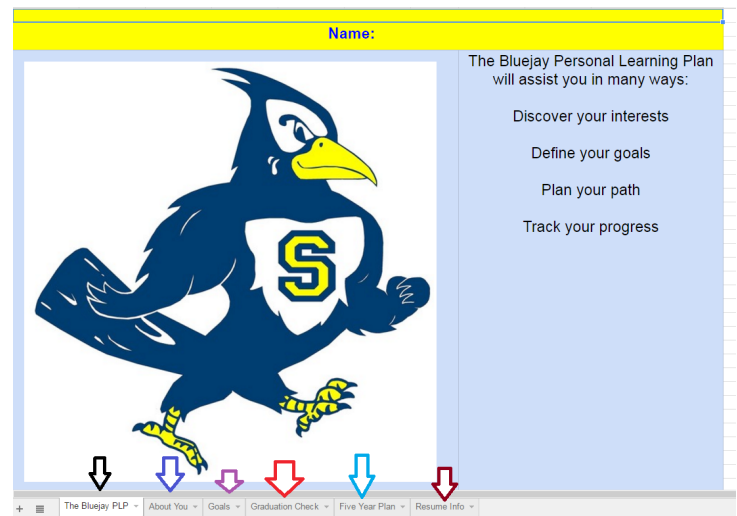 Name:
The Bluejay Personal Learning Plan
will assist you in many ways:
Discover your interests
Define your goals
Plan your path
Track your progress
S
The Bluejay PLP
About You
Goals
Graduation Check
Five Year Plan
Resume Info